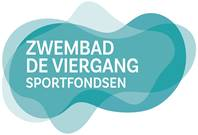 ZWEMBAD
DE VIERGANG
SPORTFONDSEN